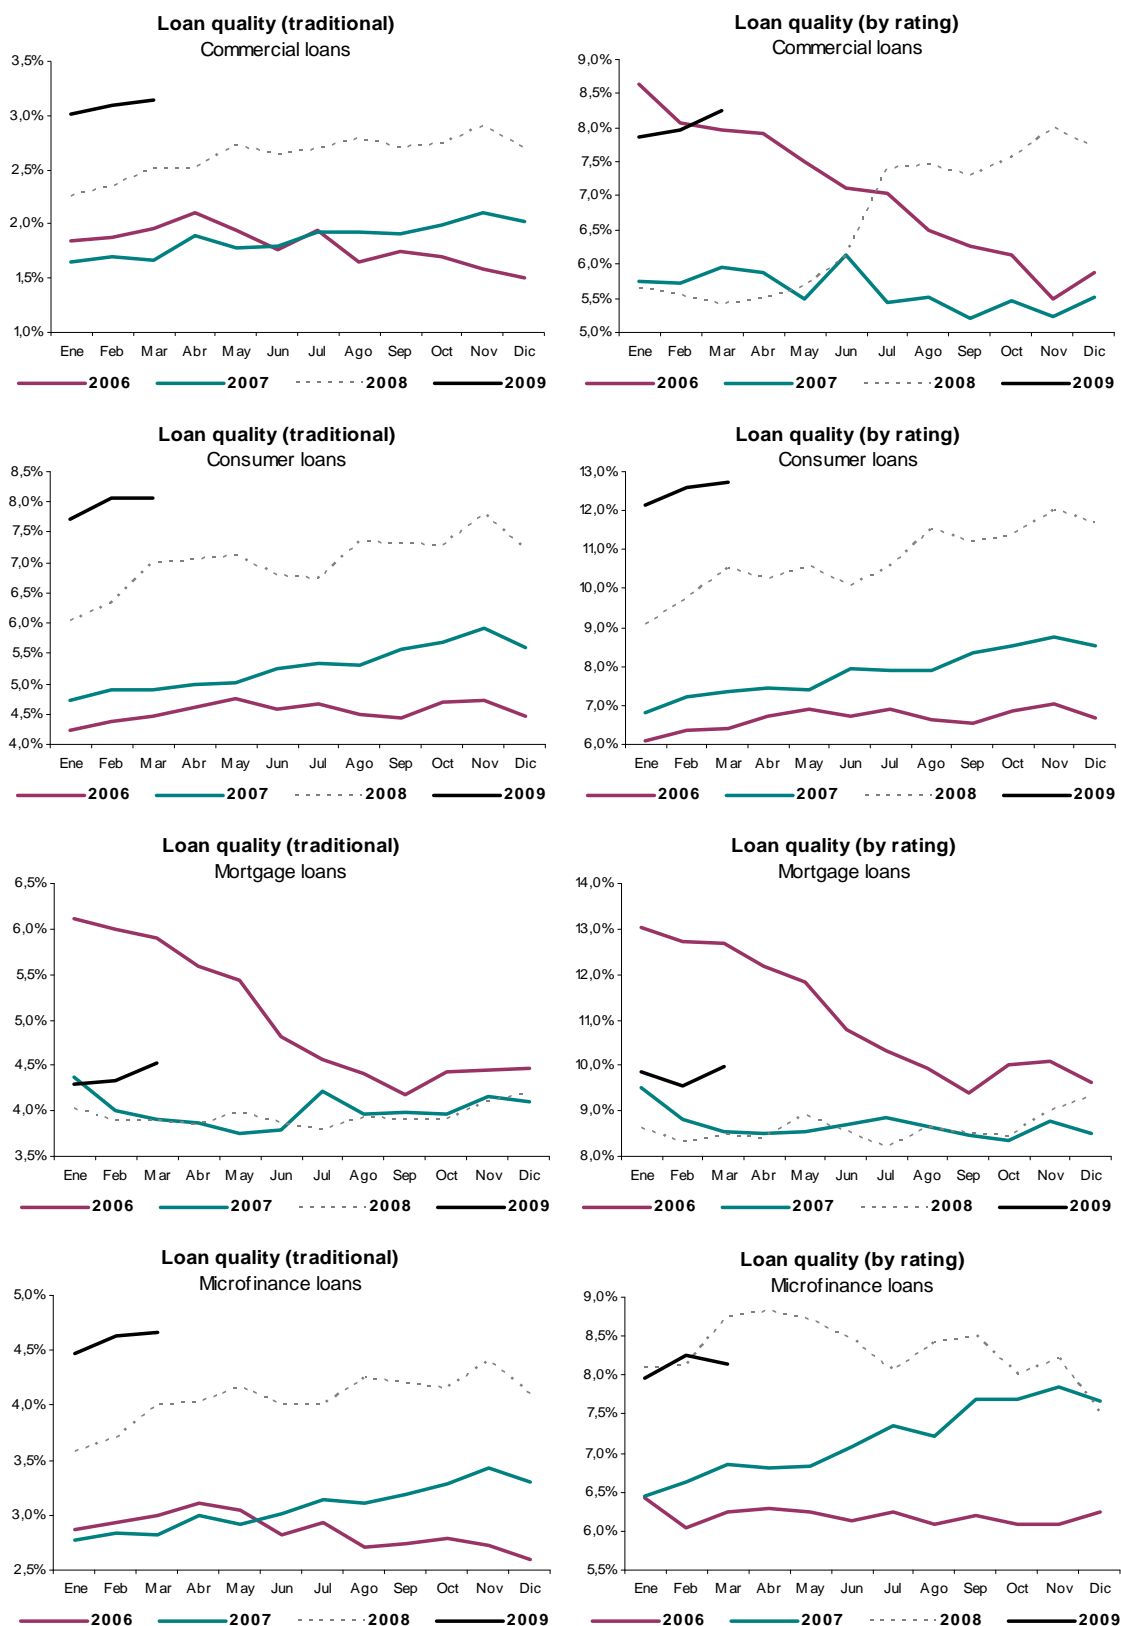 Loan quality (traditional)
Commercial loans
3,5%
3,0%
2,5%
2,0%
1,5%
1,0%
Ene Feb Mar Abr May Jun Jul Ago Sep Oct Nov Dic
2006 2007 2008 2009
Loan quality (by rating)
Commercial loans
9,0%
8,5%
8,0%
7,5%
7,0%
6,5%
6,0%
5,5%
5,0%
Ene Feb Mar Abr May Jun Jul Ago Sep Oct Nov Dic
2006 2007 2008 2009
Loan quality (traditional)
Consumer loans
8,5%
8,0%
7,5%
7,0%
6,5%
6,0%
5,5%
5,0%
4,5%
4,0%
Ene Feb Mar Abr May Jun Jul Ago Sep Oct Nov Dic
2006 2007 2008 2009
Loan quality (by rating)
Consumer loans
13,0%
12,0%
11,0%
10,0%
9,0%
8,0%
7,0%
6,0%
Ene Feb Mar Abr May Jun Jul Ago Sep Oct Nov Dic
2006 2007 2008 2009
Loan quality (traditional)
Mortgage loans
6,5%
6,0%
5,5%
5,0%
4,5%
4,0%
3,5%
Ene Feb Mar Abr May Jun Jul Ago Sep Oct Nov Dic
2006 2007 2008 2009
Loan quality (by rating)
Mortgage loans
14,0%
13,0%
12,0%
11,0%
10,0%
9,0%
8,0%
Ene Feb Mar Abr May Jun Jul Ago Sep Oct Nov Dic
2006 2007 2008 2009
Loan quality (traditional)
Microfinance loans
5,0%
4,5%
4,0%
3,5%
3,0%
2,5%
Ene Feb Mar Abr May Jun Jul Ago Sep Oct Nov Dic
2006 2007 2008 2009
Loan quality (by rating)
Microfinance loans
9,0%
8,5%
8,0%
7,5%
7,0%
6,5%
6,0%
5,5%
Ene Feb Mar Abr May Jun Jul Ago Sep Oct Nov Dic
2006 2007 2008 2009